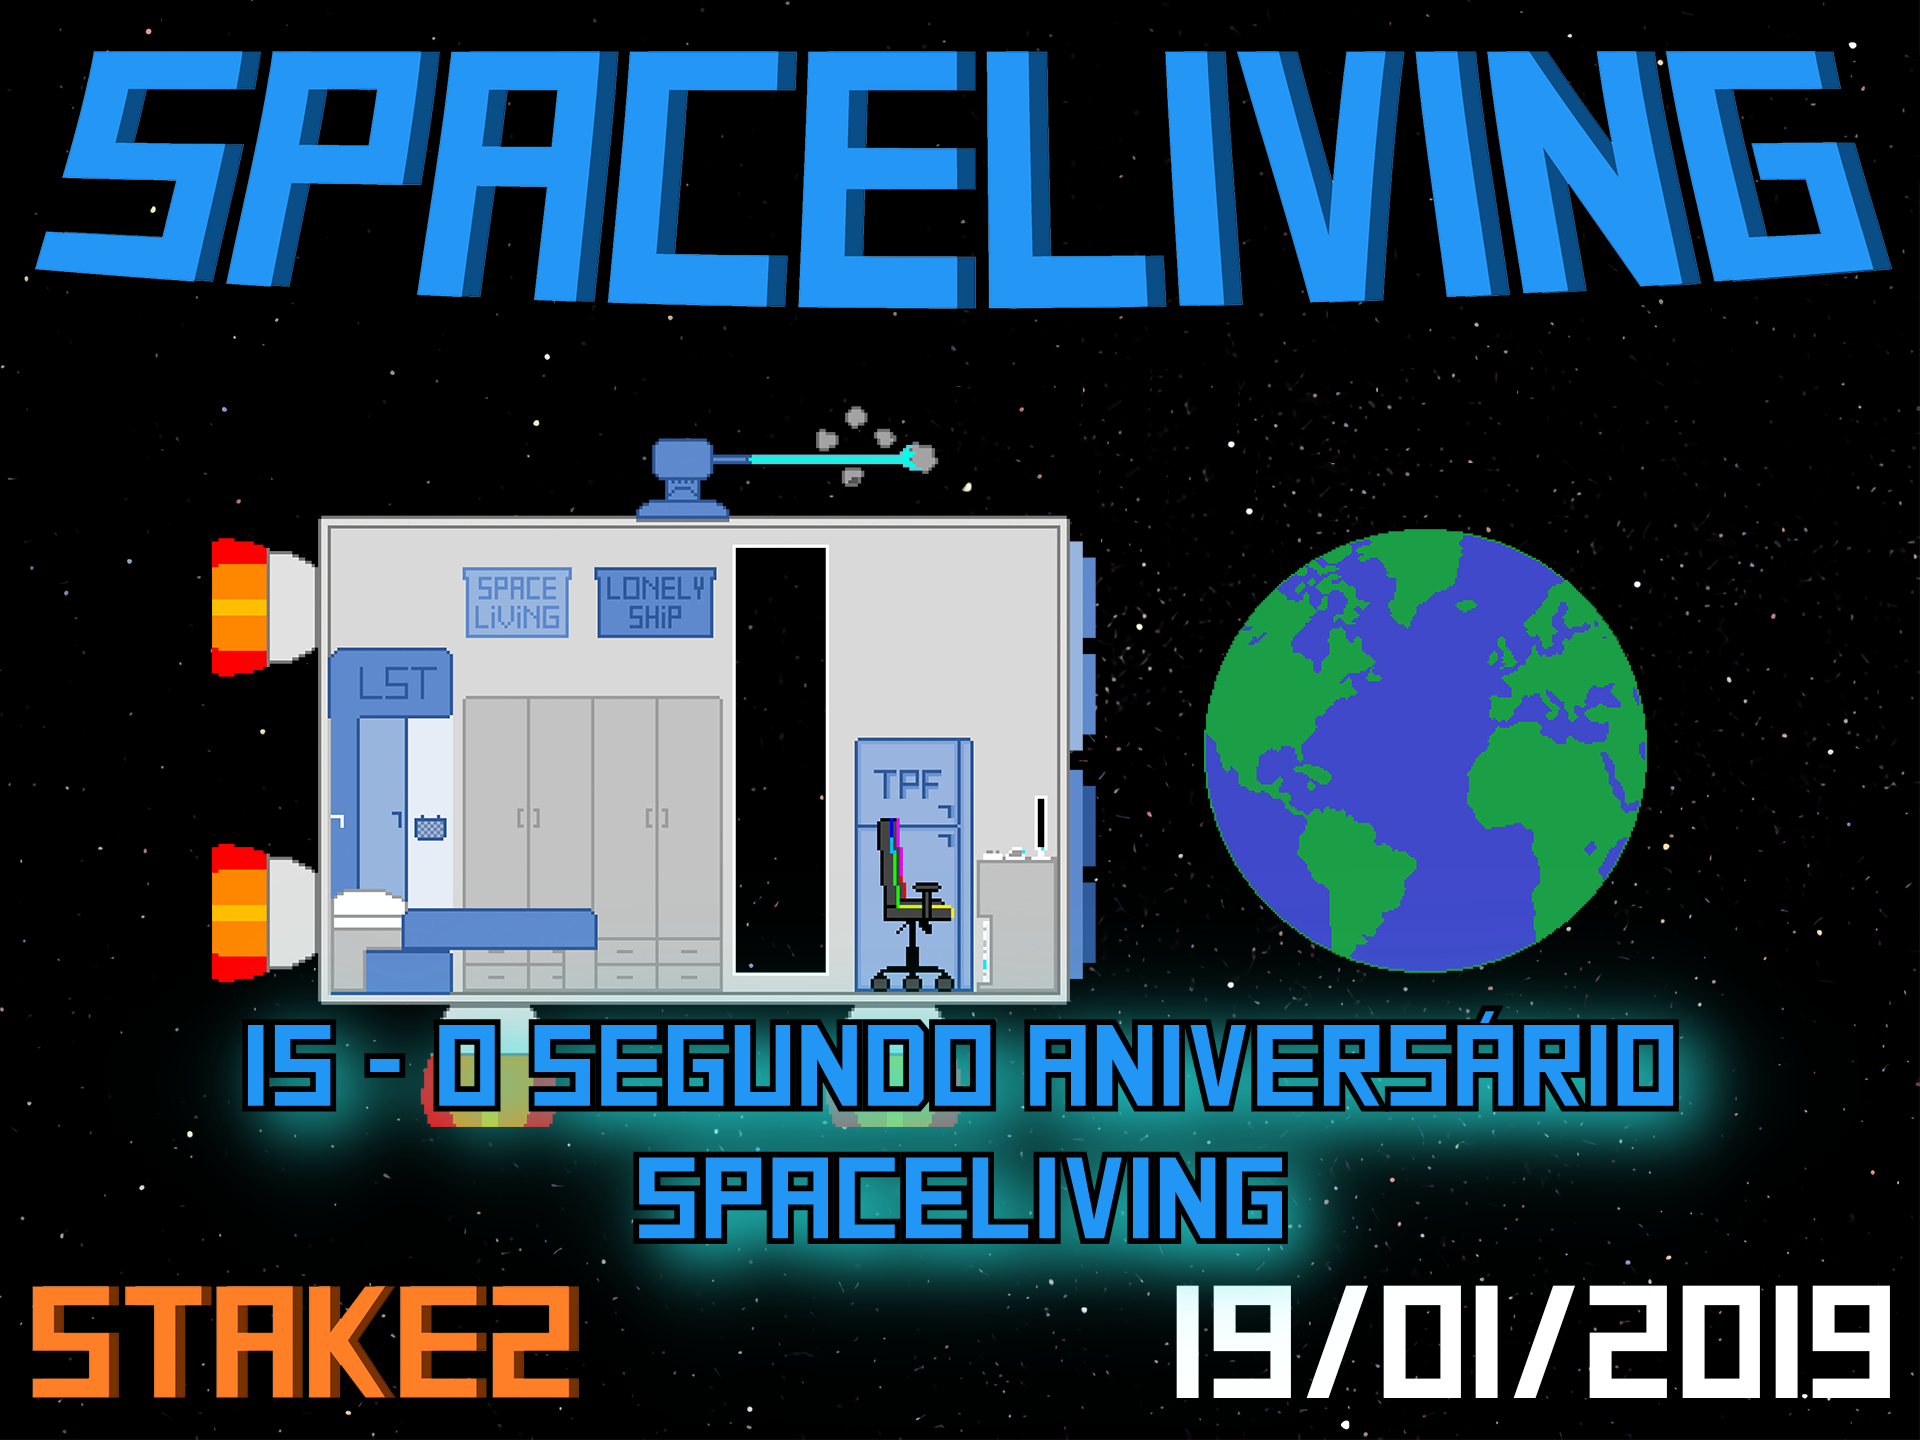 SPACELIVING
SPACE
LiViNG
LONELY
SHiP
LST
TPF
15 - O SEGUNDO ANIVERSÁRIO
SPACELIVING
STAKE2
19/01/2019